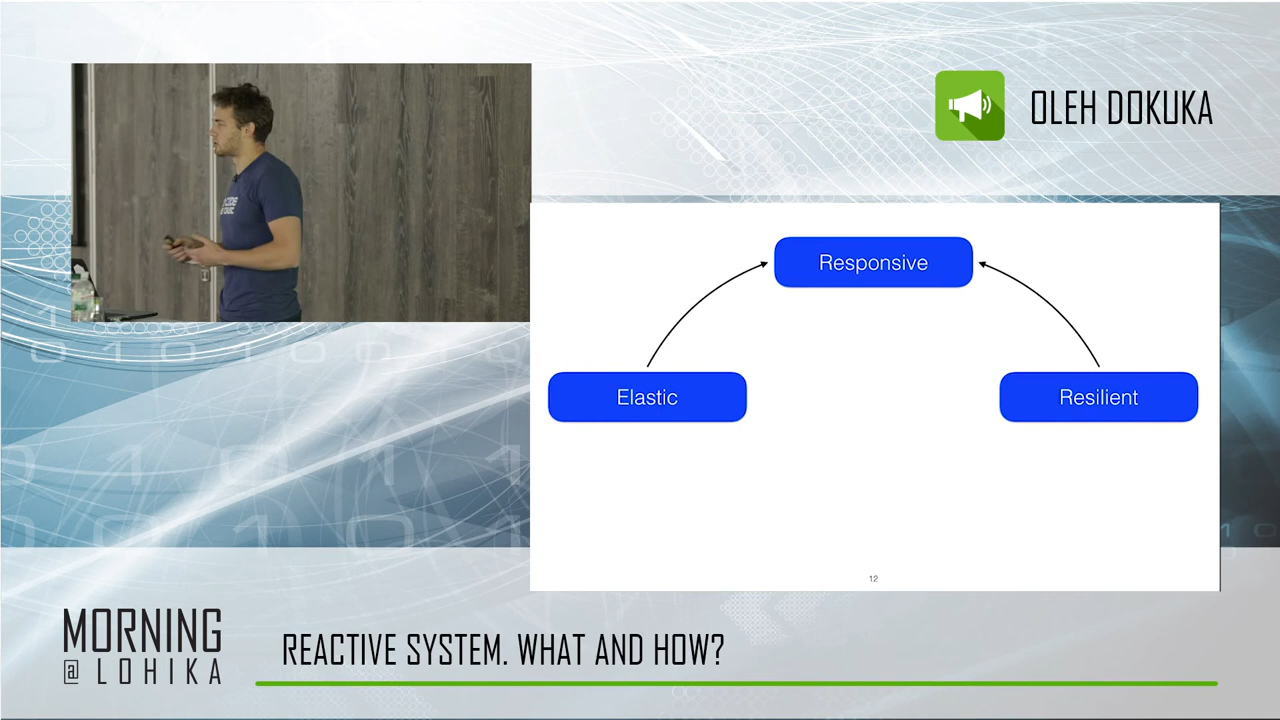 OLEH DOKUKA
Responsive
Elastic
Resilient
12
MORNING
@ LOHIKA
REACTIVE SYSTEM. WHAT AND HOW?